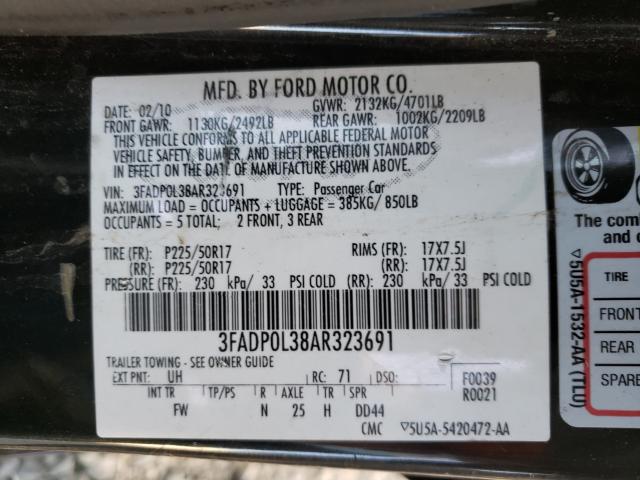 MFD. BY FORD MOTOR CO.
DATE: 02/10 GVWR: 2132KG/4701LB
FRONT GAWR: 1130KG/2492LB REAR GAWR: 1002KG/2209LB
THIS VEHICLE CONFORMS TO ALL APPLICABLE FEDERAL MOTOR
VEHICLE SAFETY, BUMPER, AND THEFT PREVENTION STANDARDS
IN EFFECT ON THE DATE OF MANUFACTURE SHOWN ABOVE.
VIN: 3FADP0L38AR323691 TYPE: Passenger Car
MAXIMUM LOAD = OCCUPANTS + LUGGAGE = 385KG/ 850LB
OCCUPANTS = 5 TOTAL; 2 FRONT, 3 REAR
TIRE (FR): P225/50R17 RIMS (FR): 17X7.5J
(RR): P225/50R17 (RR): 17X7.5J
PRESSURE (FR): 230 kPa/ 33 PSI COLD (RR): 230 kPa/ 33 PSI COLD
3FADP0L38AR323691
TRAILER TOWING - SEE OWNER GUIDE
EXT PNT: UH RC: 71 DSO: F0039
R0021
INT TR TP/PS R AXLE TR SPR
FW N 25 H DD44
CMC ▽5U5A-5420472-AA
The com
and o
▽5U5A-1532-AA (TL0)
TIRE
FRONT
REAR
SPARE